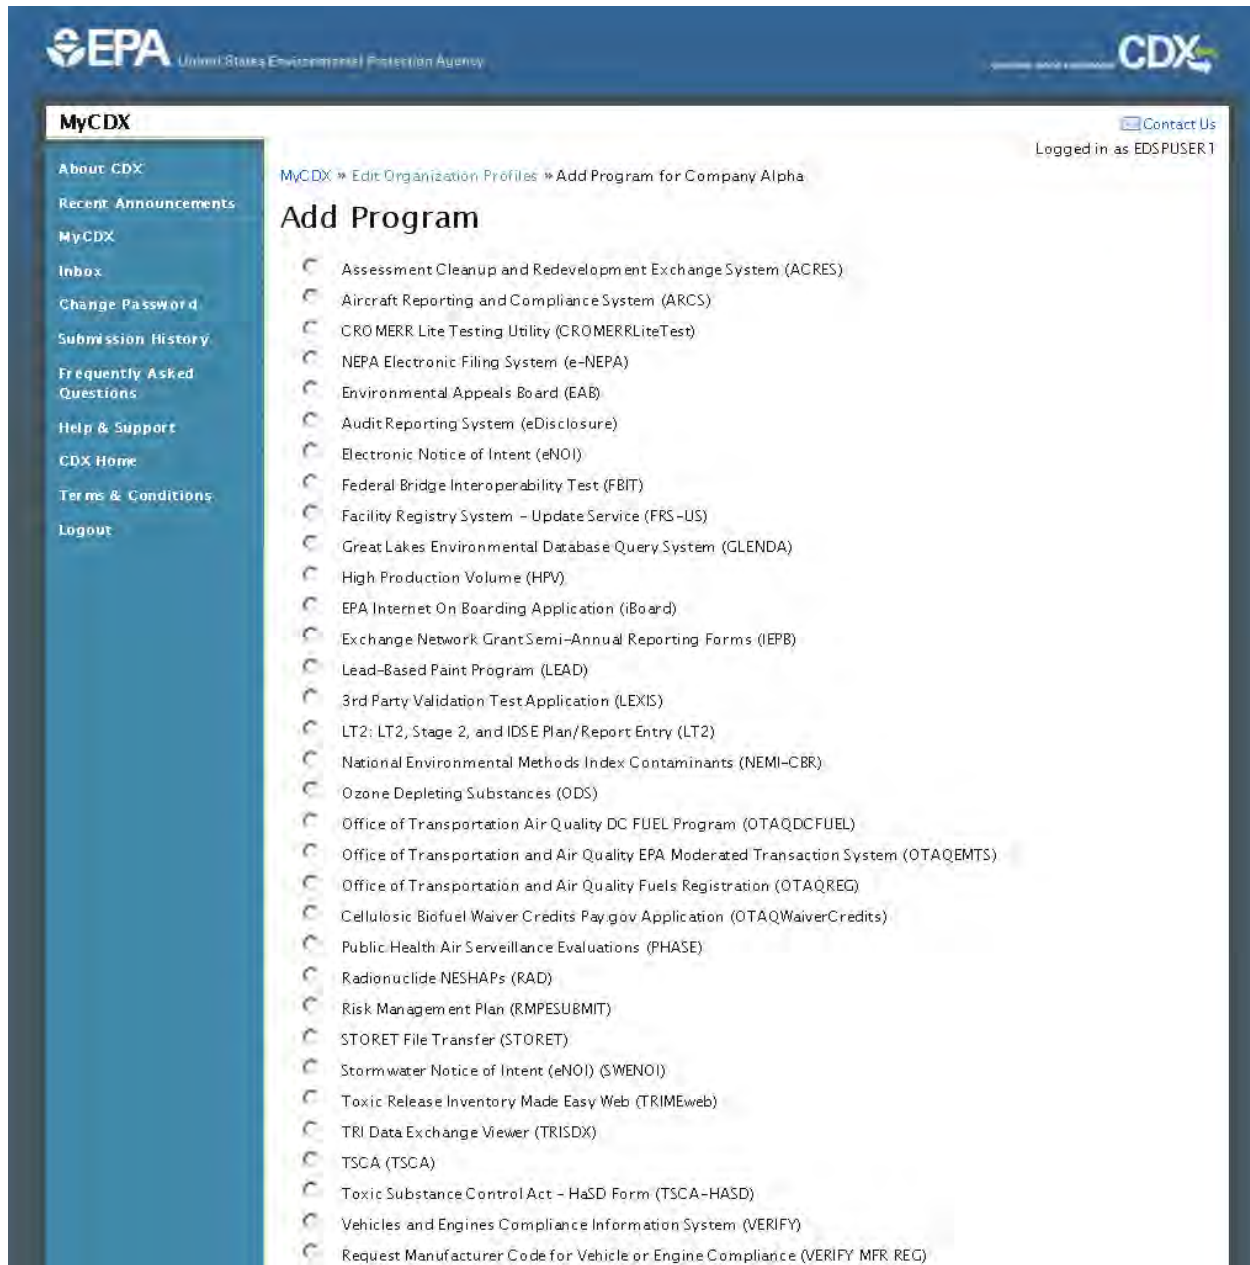 EPA United States Environmental Protection Agency
CDX
MyCDX
Contact Us
Logged in as EDSPUSER1
About CDX
Recent Announcements
MyCDX
Inbox
Change Password
Submission History
Frequently Asked
Questions
Help & Support
CDX Home
Terms & Conditions
Logout
MyCDX » Edit Organization Profiles » Add Program for Company Alpha
Add Program
Assessment Cleanup and Redevelopment Exchange System (ACRES)
Aircraft Reporting and Compliance System (ARCS)
CROMERR Lite Testing Utility (CROMERRLiteTest)
NEPA Electronic Filing System (e-NEPA)
Environmental Appeals Board (EAB)
Audit Reporting System (eDisclosure)
Electronic Notice of Intent (eNOI)
Federal Bridge Interoperability Test (FBIT)
Facility Registry System - Update Service (FRS-US)
Great Lakes Environmental Database Query System (GLENDA)
High Production Volume (HPV)
EPA Internet On Boarding Application (iBoard)
Exchange Network Grant Semi-Annual Reporting Forms (IEPB)
Lead-Based Paint Program (LEAD)
3rd Party Validation Test Application (LEXIS)
LT2: LT2, Stage 2, and IDSE Plan/Report Entry (LT2)
National Environmental Methods Index Contaminants (NEMI-CBR)
Ozone Depleting Substances (ODS)
Office of Transportation Air Quality DC FUEL Program (OTAQDCFUEL)
Office of Transportation and Air Quality EPA Moderated Transaction System (OTAQEMTS)
Office of Transportation and Air Quality Fuels Registration (OTAQREG)
Cellulosic Biofuel Waiver Credits Pay.gov Application (OTAQWaiverCredits)
Public Health Air Serveillance Evaluations (PHASE)
Radionuclide NESHAPs (RAD)
Risk Management Plan (RMPESUBMIT)
STORET File Transfer (STORET)
Stormwater Notice of Intent (eNOI) (SWENOI)
Toxic Release Inventory Made Easy Web (TRIMEweb)
TRI Data Exchange Viewer (TRISDX)
TSCA (TSCA)
Toxic Substance Control Act - HaSD Form (TSCA-HASD)
Vehicles and Engines Compliance Information System (VERIFY)
Request Manufacturer Code for Vehicle or Engine Compliance (VERIFY MFR REG)